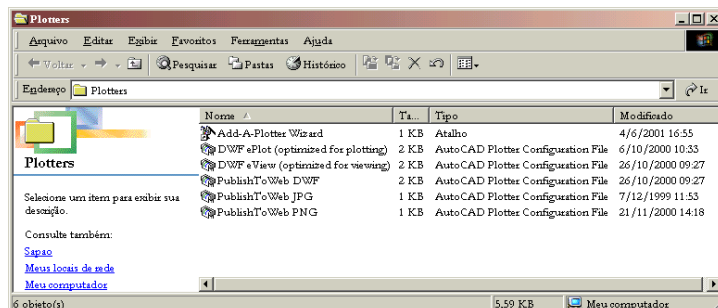 Plotters
Arquivo Editar Exibir Favoritos Ferramentas Ajuda
Voltar Pesquisar Pastas Histórico
Endereço Plotters Ir
Nome Ta... Tipo Modificado
Add-A-Plotter Wizard 1 KB Atalho 4/6/2001 16:55
DWF ePlot (optimized for plotting) 2 KB AutoCAD Plotter Configuration File 6/10/2000 10:33
DWF eView (optimized for viewing) 2 KB AutoCAD Plotter Configuration File 26/10/2000 09:27
PublishToWeb DWF 2 KB AutoCAD Plotter Configuration File 26/10/2000 09:27
PublishToWeb JPG 1 KB AutoCAD Plotter Configuration File 7/12/1999 11:53
PublishToWeb PNG 1 KB AutoCAD Plotter Configuration File 21/11/2000 14:18
Plotters
Selecione um item para exibir sua
descrição.
Consulte também:
Sapao
Meus locais de rede
Meu computador
6 objeto(s) 5,59 KB Meu computador